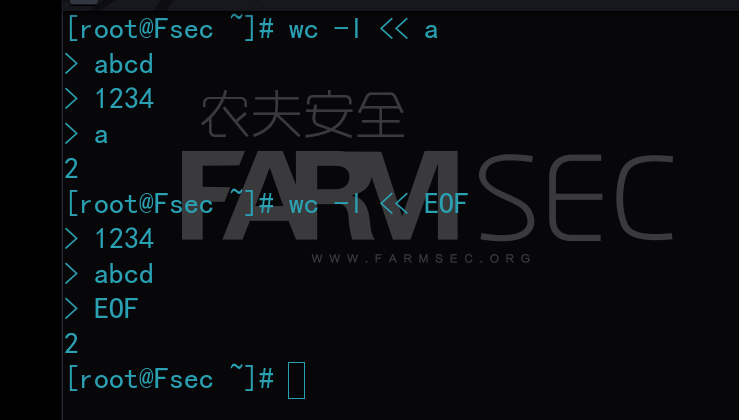 [root@Fsec ~]# wc -l << a
> abcd
> 1234
> a
2
[root@Fsec ~]# wc -l << EOF
> 1234
> abcd
> EOF
2
[root@Fsec ~]#
农夫安全
FARMSEC
WWW.FARMSEC.ORG